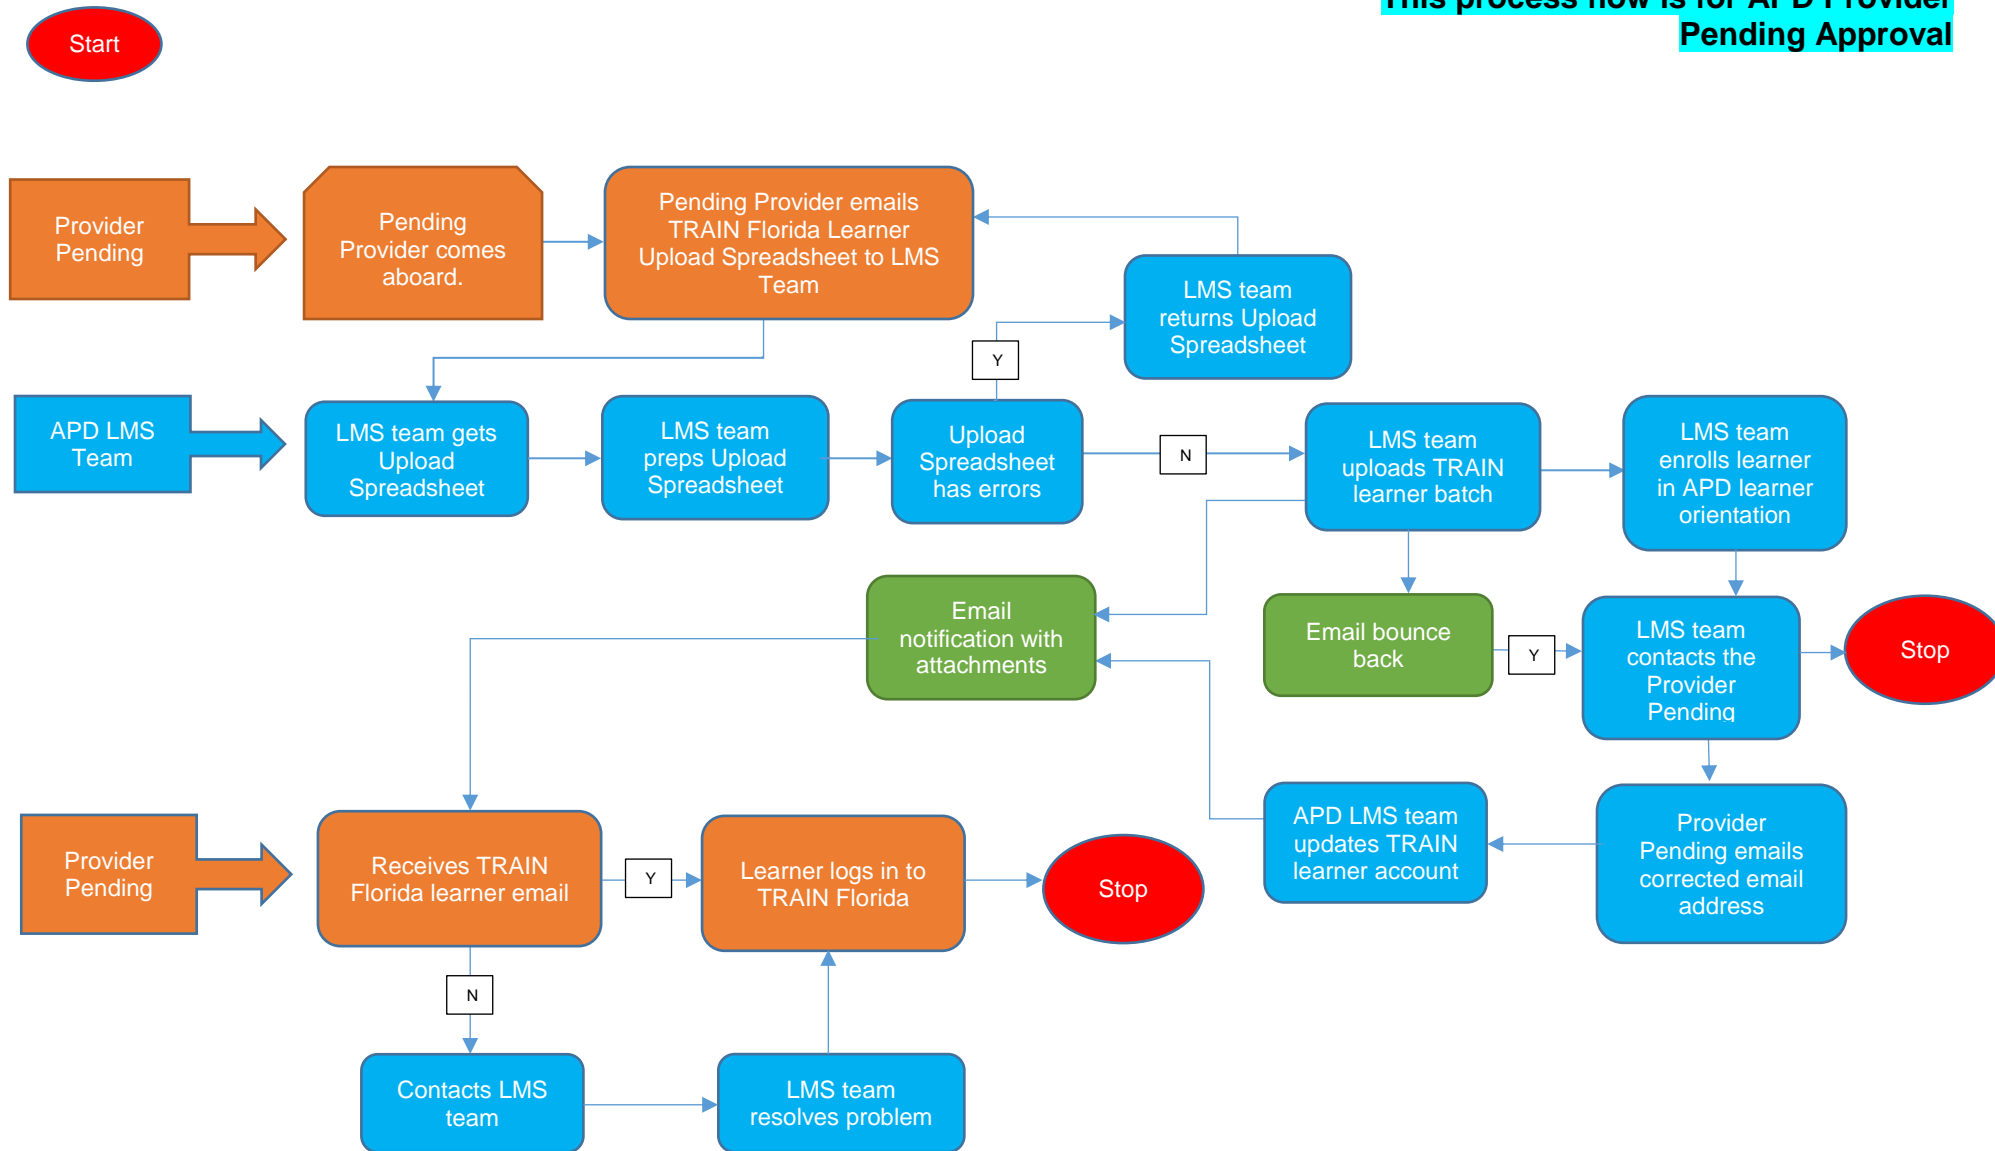 This process now is for APD Provider
Pending Approval
Start
Provider
Pending
Pending
Provider comes
aboard.
Pending Provider emails
TRAIN Florida Learner
Upload Spreadsheet to LMS
Team
LMS team
returns Upload
Spreadsheet
Y
APD LMS
Team
LMS team gets
Upload
Spreadsheet
LMS team
preps Upload
Spreadsheet
Upload
Spreadsheet
has errors
N
LMS team
uploads TRAIN
learner batch
LMS team
enrolls learner
in APD learner
orientation
Email
notification with
attachments
Email bounce
back
Y
LMS team
contacts the
Provider
Pending
Stop
Provider
Pending
Receives TRAIN
Florida learner email
Y
Learner logs in to
TRAIN Florida
Stop
APD LMS team
updates TRAIN
learner account
Provider
Pending emails
corrected email
address
N
Contacts LMS
team
LMS team
resolves problem